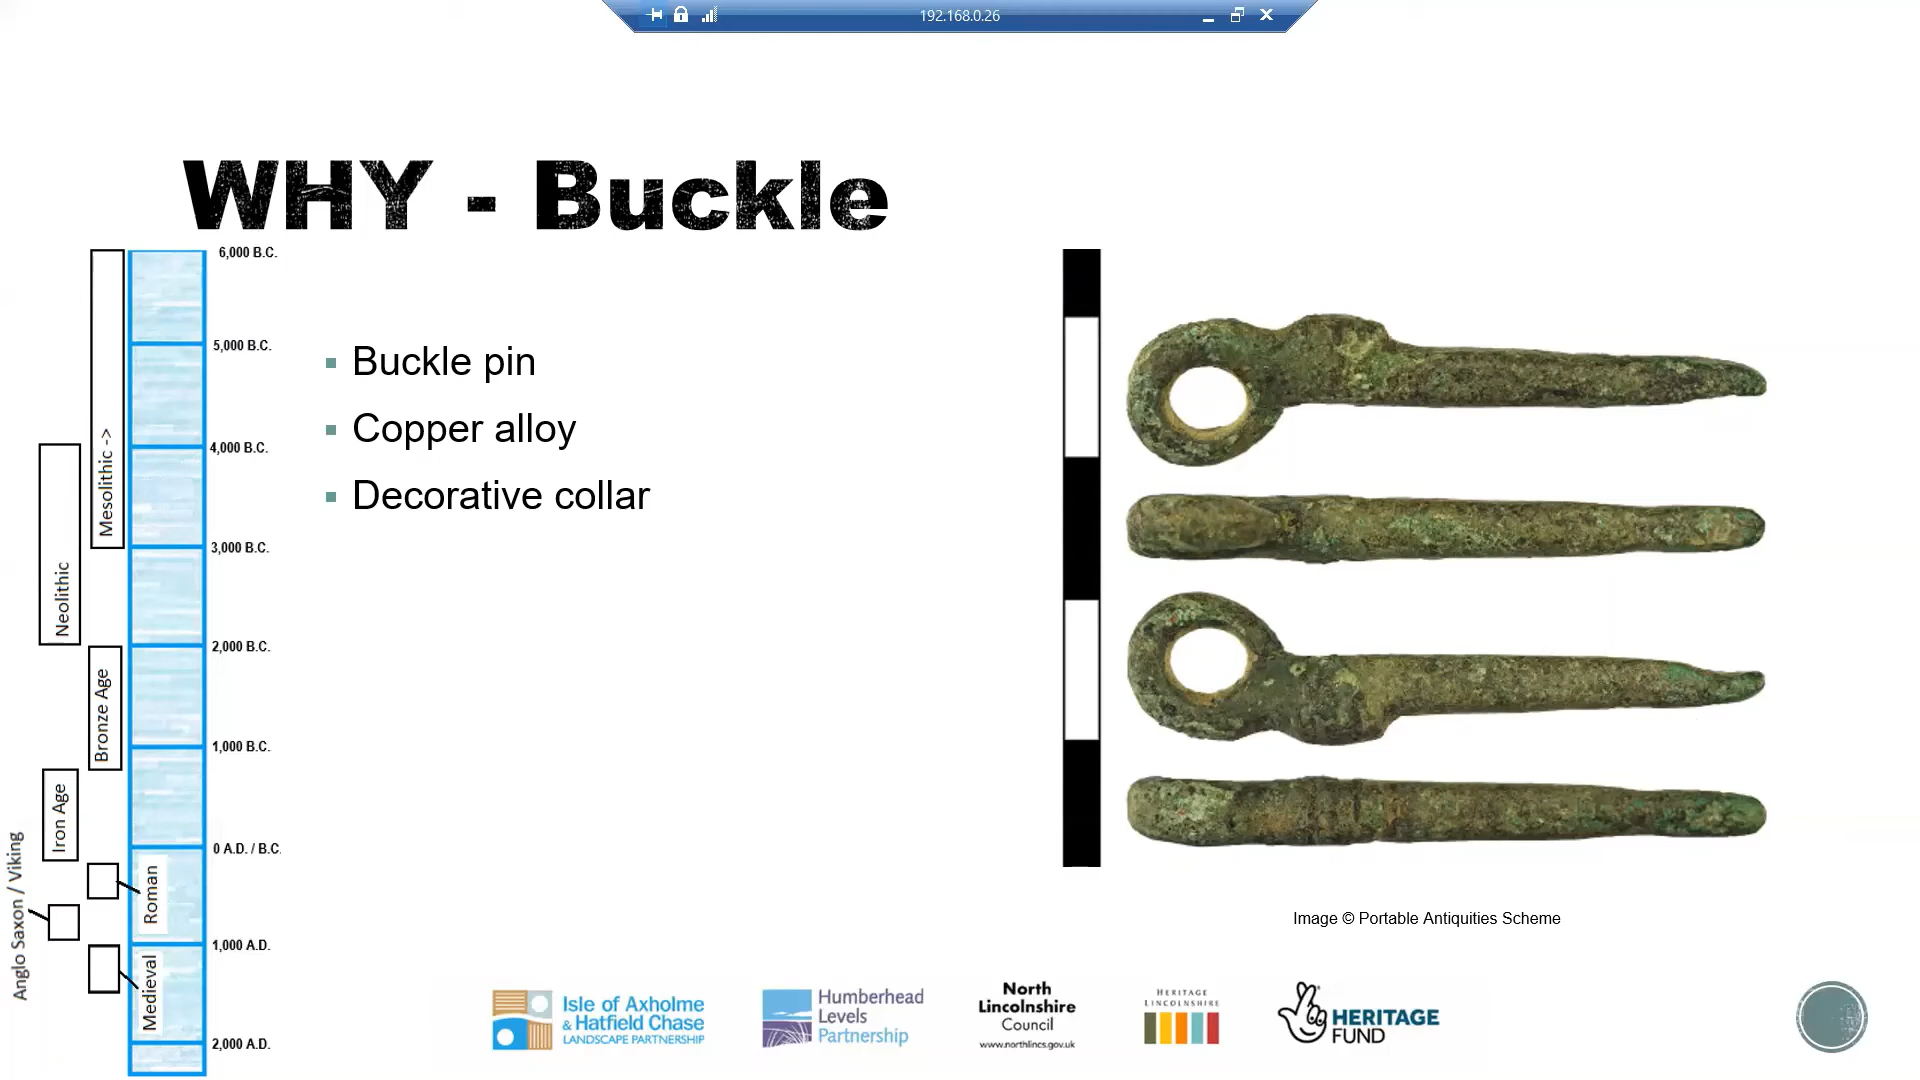 192.168.0.26
WHY - Buckle
6,000 B.C.
5,000 B.C.
4,000 B.C.
3,000 B.C.
2,000 B.C.
1,000 B.C.
0 A.D. / B.C.
1,000 A.D.
2,000 A.D.
Mesolithic ->
Neolithic
Bronze Age
Iron Age
Roman
Anglo Saxon / Viking
Medieval
Buckle pin
Copper alloy
Decorative collar
Image © Portable Antiquities Scheme
Isle of Axholme
& Hatfield Chase
LANDSCAPE PARTNERSHIP
Humberhead
Levels
Partnership
North
Lincolnshire
Council
www.northlincs.gov.uk
HERITAGE
LINCOLNSHIRE
HERITAGE
FUND